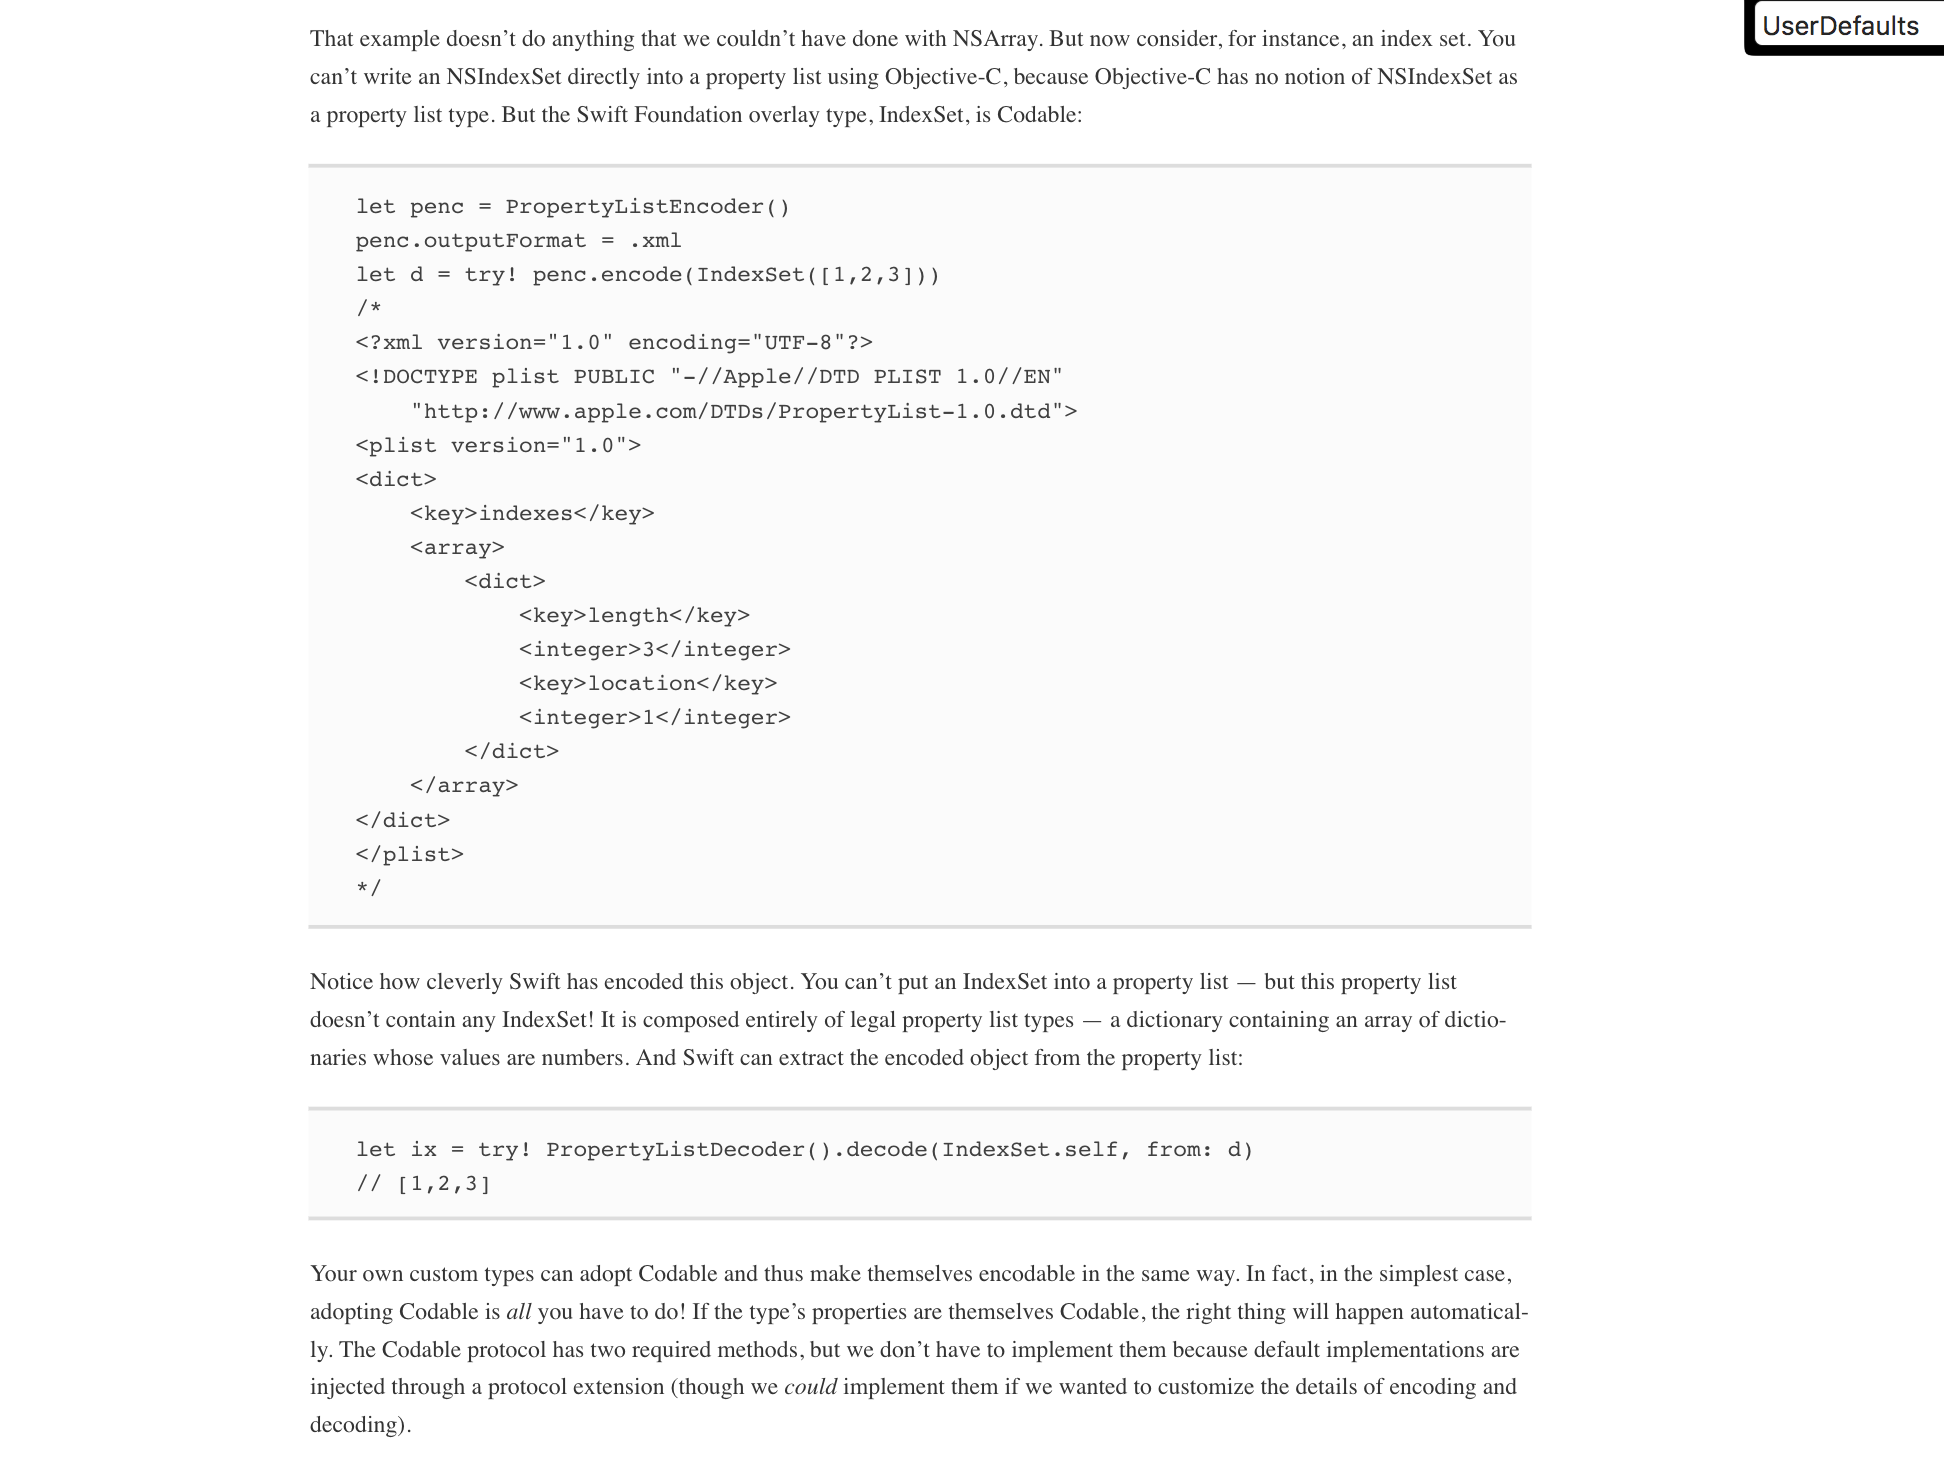 UserDefaults
That example doesn’t do anything that we couldn’t have done with NSArray. But now consider, for instance, an index set. You
can’t write an NSIndexSet directly into a property list using Objective-C, because Objective-C has no notion of NSIndexSet as
a property list type. But the Swift Foundation overlay type, IndexSet, is Codable:
let penc = PropertyListEncoder()
penc.outputFormat = .xml
let d = try! penc.encode(IndexSet([1,2,3]))
/*
<?xml version="1.0" encoding="UTF-8"?>
<!DOCTYPE plist PUBLIC "-//Apple//DTD PLIST 1.0//EN"
    "http://www.apple.com/DTDs/PropertyList-1.0.dtd">
<plist version="1.0">
<dict>
    <key>indexes</key>
    <array>
        <dict>
            <key>length</key>
            <integer>3</integer>
            <key>location</key>
            <integer>1</integer>
        </dict>
    </array>
</dict>
</plist>
*/
Notice how cleverly Swift has encoded this object. You can’t put an IndexSet into a property list — but this property list
doesn’t contain any IndexSet! It is composed entirely of legal property list types — a dictionary containing an array of dictio-
naries whose values are numbers. And Swift can extract the encoded object from the property list:
let ix = try! PropertyListDecoder().decode(IndexSet.self, from: d)
// [1,2,3]
Your own custom types can adopt Codable and thus make themselves encodable in the same way. In fact, in the simplest case,
adopting Codable is all you have to do! If the type’s properties are themselves Codable, the right thing will happen automatical-
ly. The Codable protocol has two required methods, but we don’t have to implement them because default implementations are
injected through a protocol extension (though we could implement them if we wanted to customize the details of encoding and
decoding).